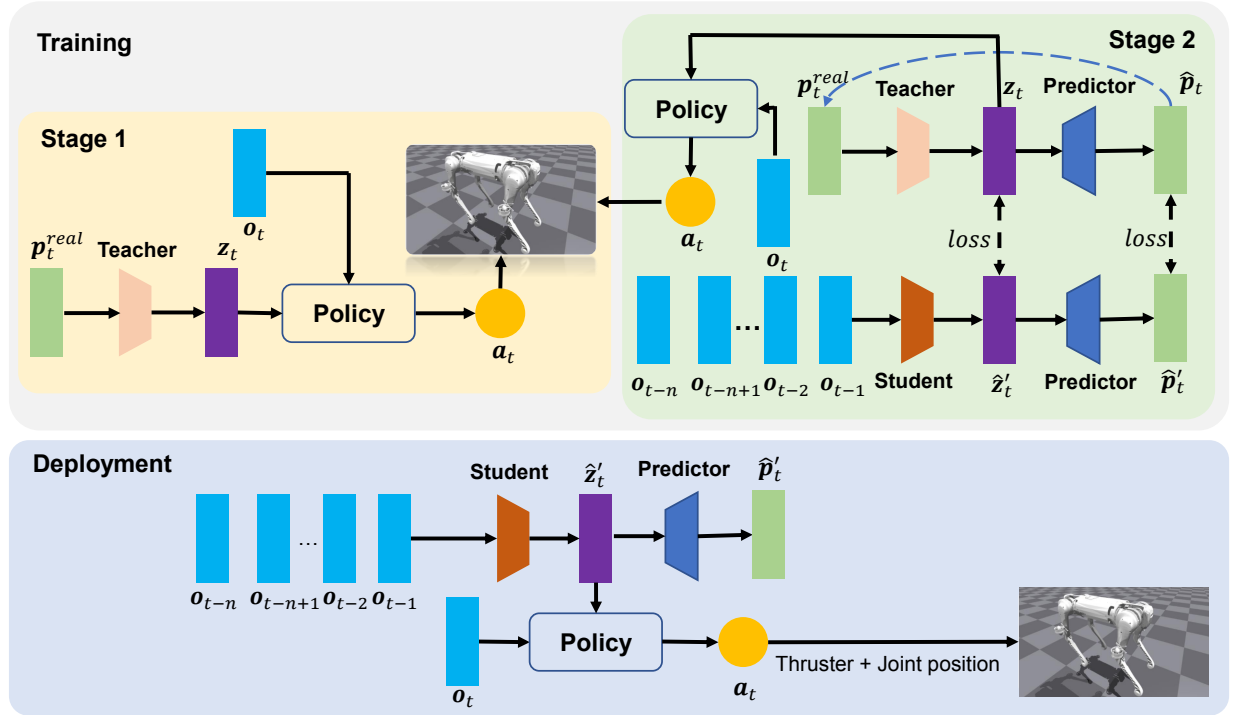 Training
Stage 1
o_t
p_t^{real}
Teacher
z_t
Policy
a_t
Stage 2
Policy
p_t^{real}
Teacher
z_t
Predictor
p̂_t
a_t
o_t
loss
loss
o_{t−n}
o_{t−n+1}
...
o_{t−2}
o_{t−1}
Student
ẑ′_t
Predictor
p̂′_t
Deployment
Student
ẑ′_t
Predictor
p̂′_t
o_{t−n}
o_{t−n+1}
...
o_{t−2}
o_{t−1}
o_t
Policy
a_t
Thruster + Joint position